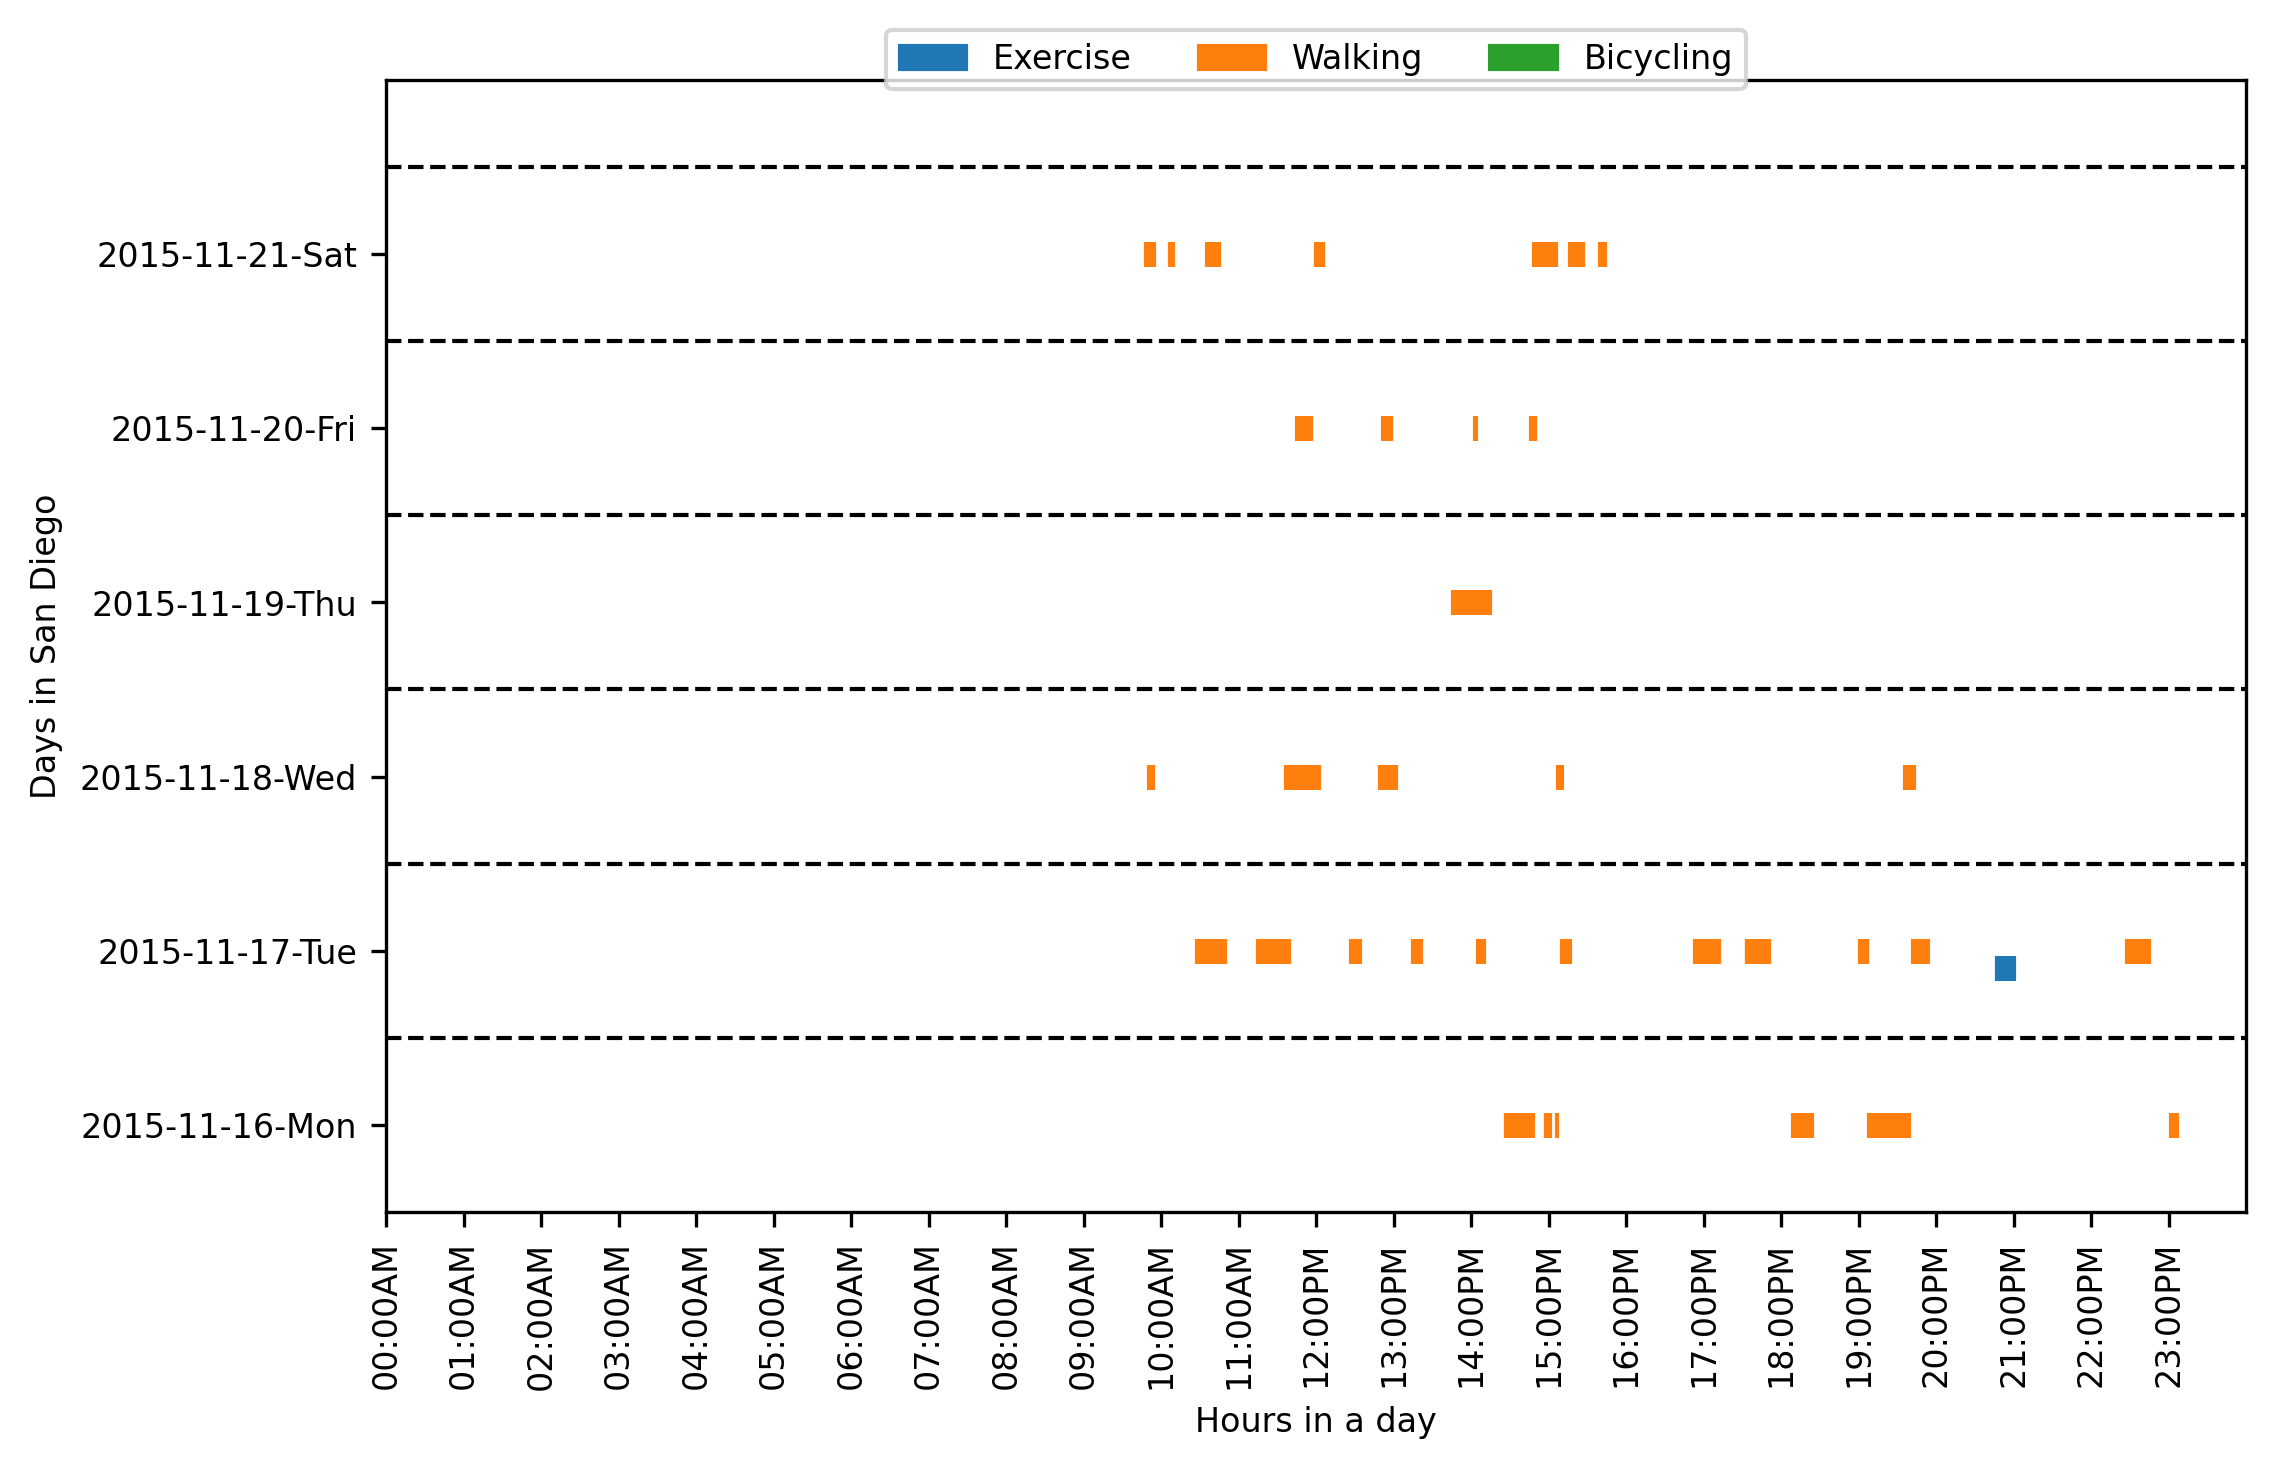 Exercise Walking Bicycling
2015-11-21-Sat
2015-11-20-Fri
2015-11-19-Thu
2015-11-18-Wed
2015-11-17-Tue
2015-11-16-Mon
Days in San Diego
00:00AM
01:00AM
02:00AM
03:00AM
04:00AM
05:00AM
06:00AM
07:00AM
08:00AM
09:00AM
10:00AM
11:00AM
12:00PM
13:00PM
14:00PM
15:00PM
16:00PM
17:00PM
18:00PM
19:00PM
20:00PM
21:00PM
22:00PM
23:00PM
Hours in a day